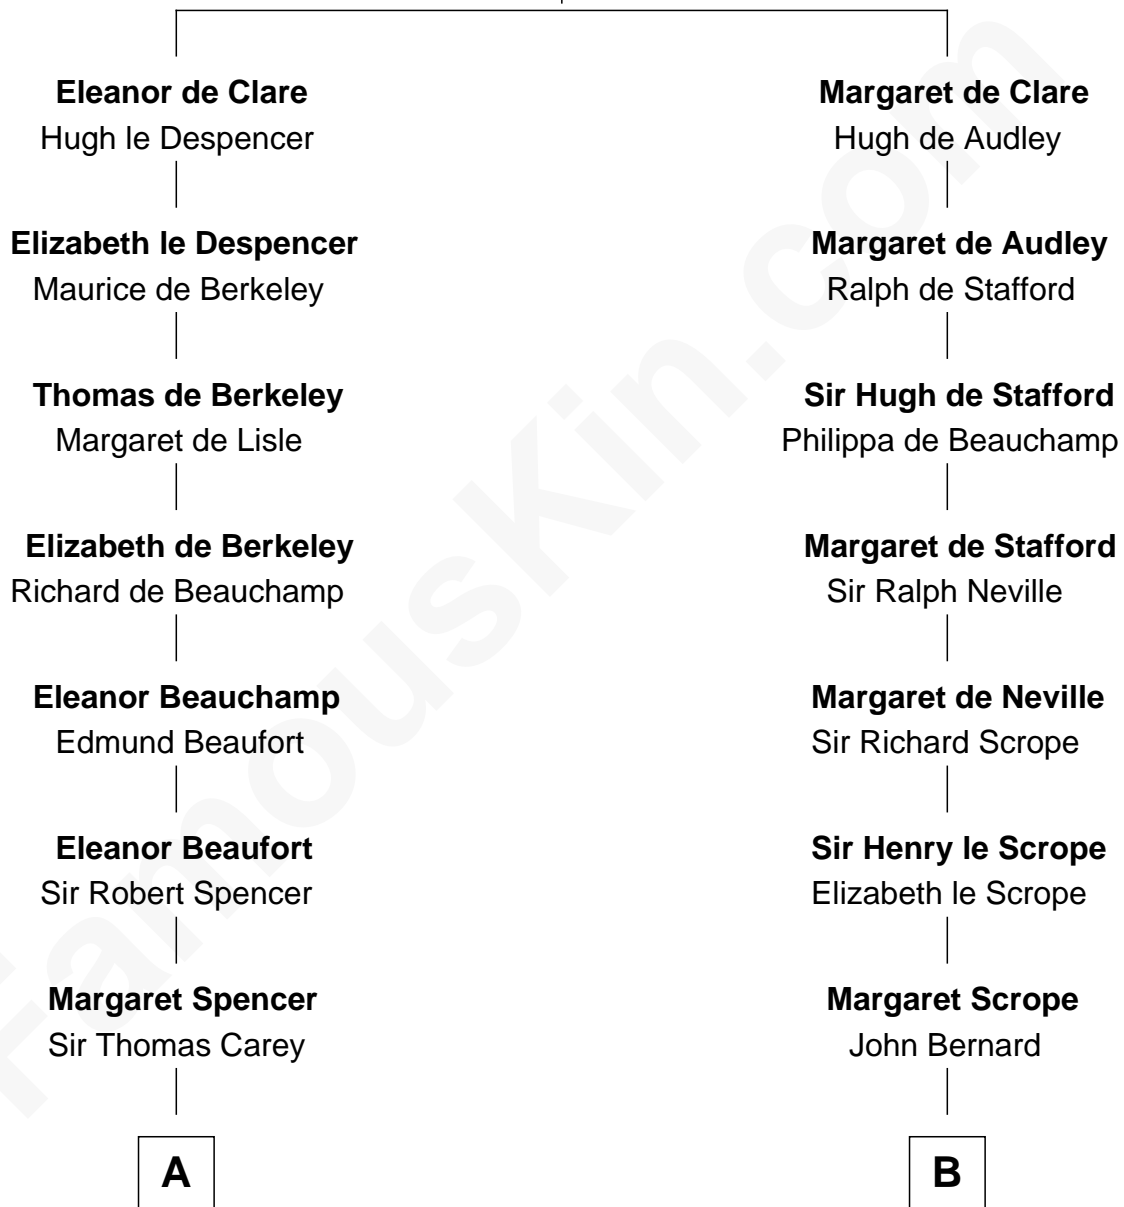 Eleanor de Clare
Hugh le Despencer
Elizabeth le Despencer
Maurice de Berkeley
Thomas de Berkeley
Margaret de Lisle
Elizabeth de Berkeley
Richard de Beauchamp
Eleanor Beauchamp
Edmund Beaufort
Eleanor Beaufort
Sir Robert Spencer
Margaret Spencer
Sir Thomas Carey
A
Margaret de Clare
Hugh de Audley
Margaret de Audley
Ralph de Stafford
Sir Hugh de Stafford
Philippa de Beauchamp
Margaret de Stafford
Sir Ralph Neville
Margaret de Neville
Sir Richard Scrope
Sir Henry le Scrope
Elizabeth le Scrope
Margaret Scrope
John Bernard
B
FamousKin.com